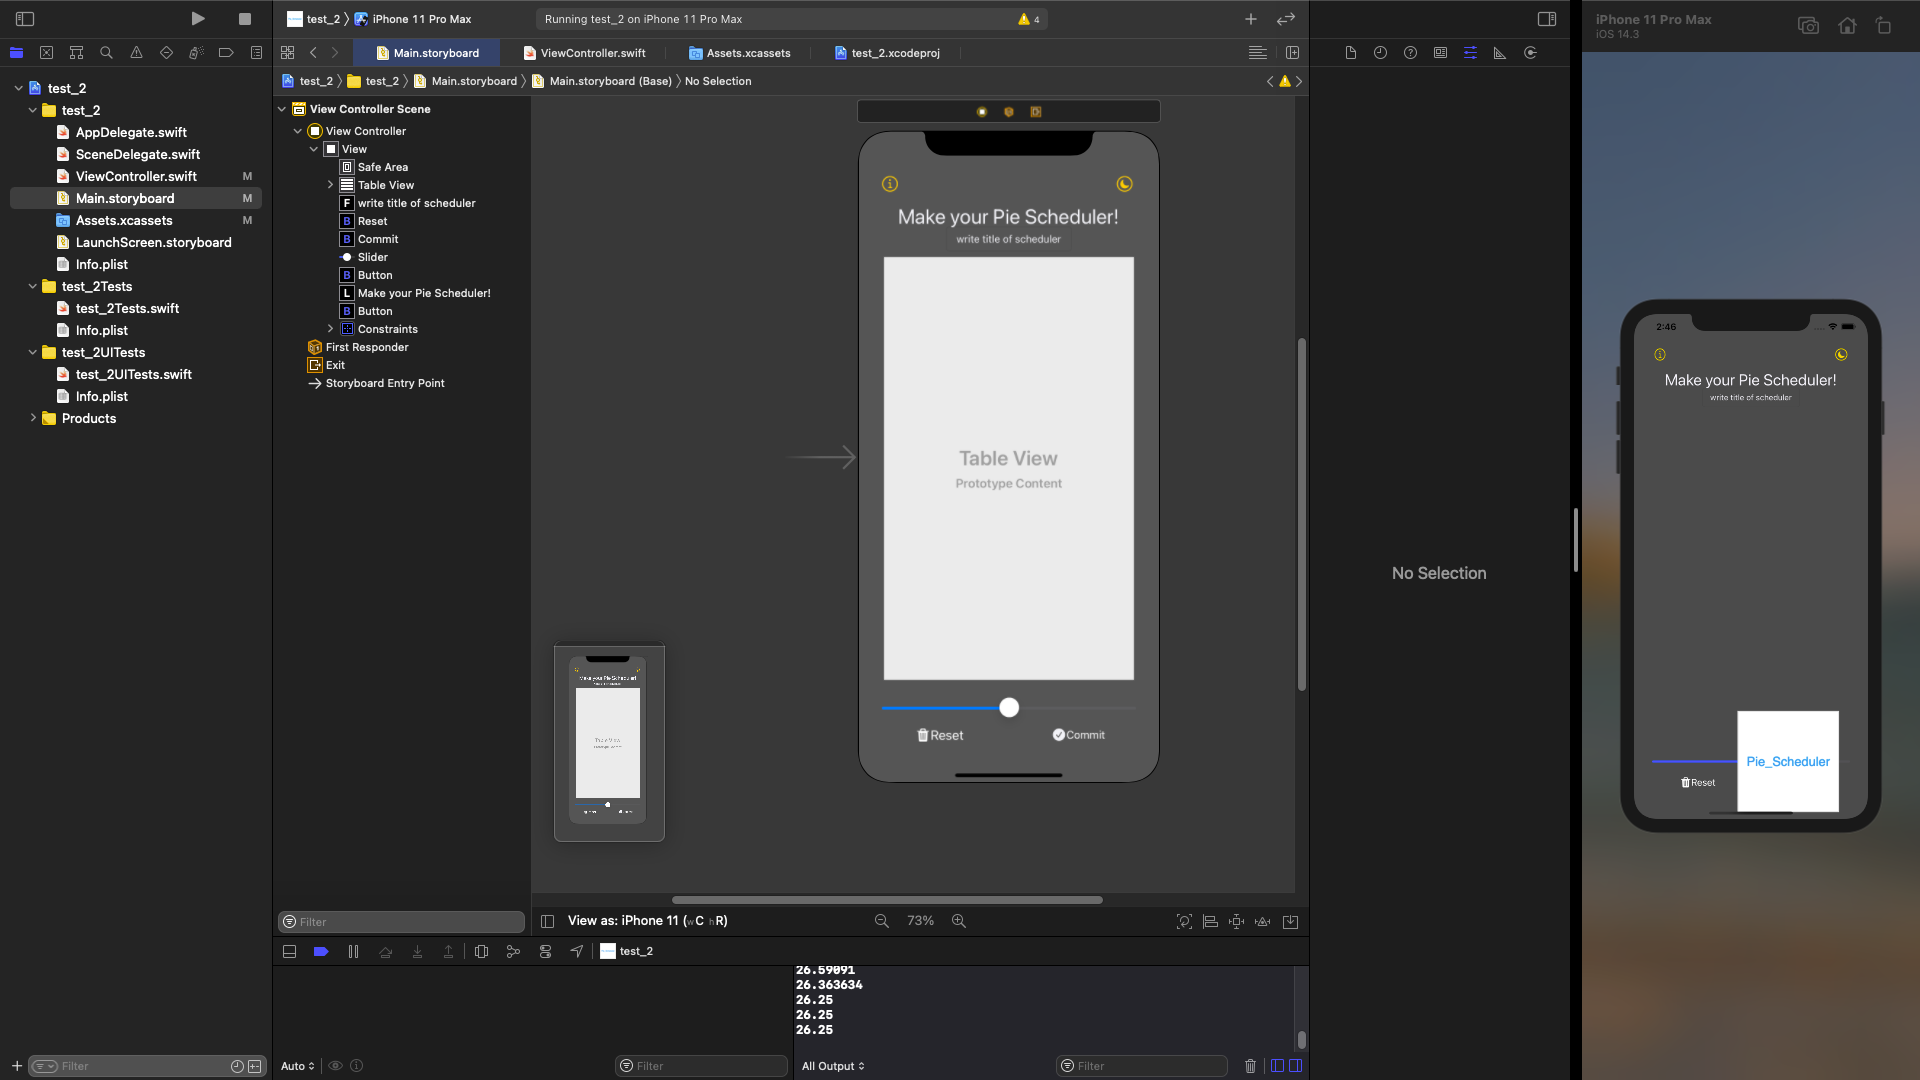 test_2 iPhone 11 Pro Max
Running test_2 on iPhone 11 Pro Max
4
iPhone 11 Pro Max
iOS 14.3
Main.storyboard
ViewController.swift
Assets.xcassets
test_2.xcodeproj
test_2 test_2 Main.storyboard Main.storyboard (Base) No Selection
test_2
test_2
AppDelegate.swift
SceneDelegate.swift
ViewController.swift M
Main.storyboard M
Assets.xcassets M
LaunchScreen.storyboard
Info.plist
test_2Tests
test_2Tests.swift
Info.plist
test_2UITests
test_2UITests.swift
Info.plist
Products
View Controller Scene
View Controller
View
Safe Area
Table View
F write title of scheduler
B Reset
B Commit
Slider
B Button
L Make your Pie Scheduler!
B Button
Constraints
First Responder
Exit
Storyboard Entry Point
Make your Pie Scheduler!
write title of scheduler
Table View
Prototype Content
Reset
Commit
Make your Pie Scheduler!
No Selection
2:46
Make your Pie Scheduler!
write title of scheduler
Pie_Scheduler
Reset
Filter
View as: iPhone 11 (wC hR)
73%
test_2
26.59091
26.363634
26.25
26.25
26.25
Filter
Auto
Filter
All Output
Filter